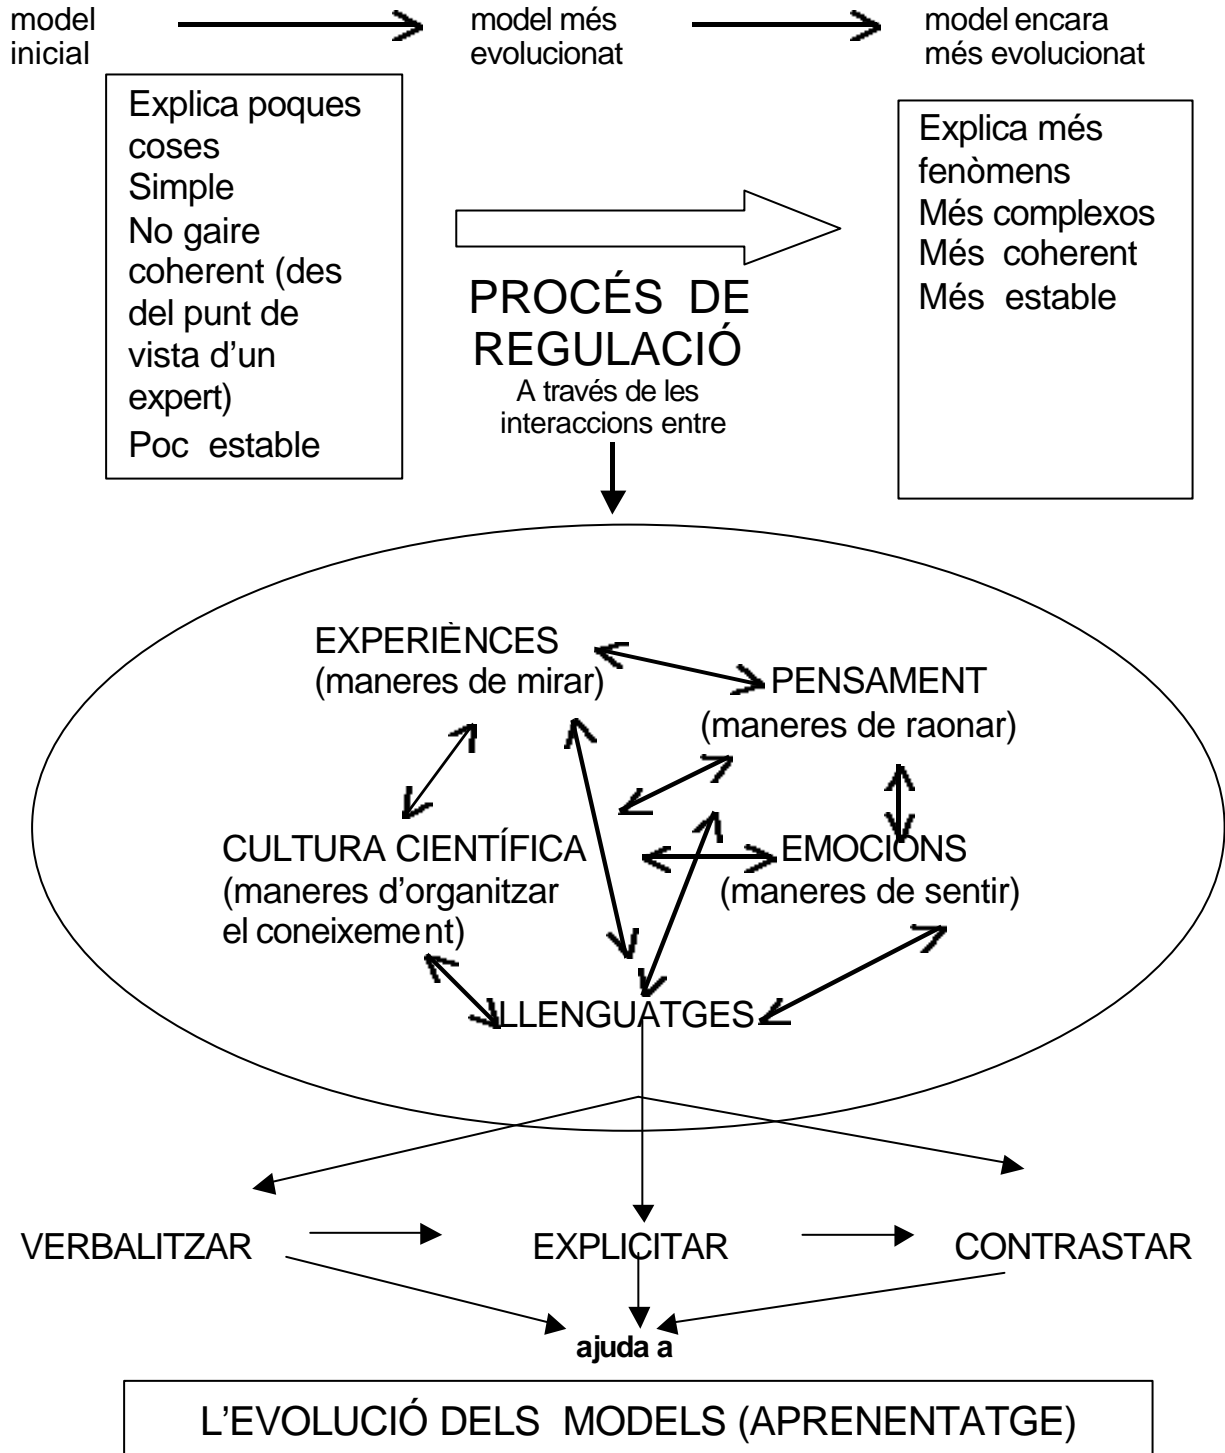 model
inicial
model més
evolucionat
model encara
més evolucionat
Explica poques
coses
Simple
No gaire
coherent (des
del punt de
vista d'un
expert)
Poc estable
PROCÉS DE
REGULACIÓ
A través de les
interaccions entre
Explica més
fenòmens
Més complexos
Més coherent
Més estable
EXPERIÈNCES
(maneres de mirar)
PENSAMENT
(maneres de raonar)
CULTURA CIENTÍFICA
(maneres d'organitzar
el coneixement)
EMOCIONS
(maneres de sentir)
LLENGUATGES
VERBALITZAR
EXPLICITAR
CONTRASTAR
ajuda a
L'EVOLUCIÓ DELS MODELS (APRENENTATGE)